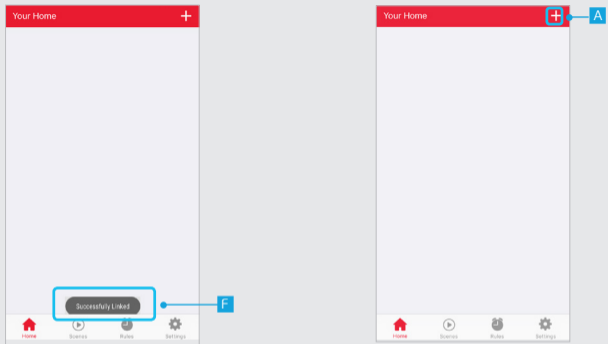 Your Home
Successfully Linked
F
Home
Scenes
Rules
Settings
Your Home
A
Home
Scenes
Rules
Settings